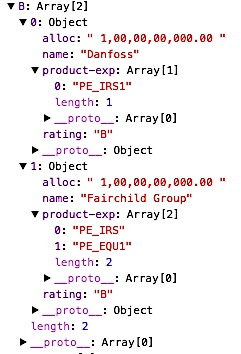 ▼ B: Array[2]
▼ 0: Object
alloc: " 1,00,00,00,000.00 "
name: "Danfoss"
▼ product-exp: Array[1]
0: "PE_IRS1"
length: 1
▶ __proto__: Array[0]
rating: "B"
▶ __proto__: Object
▼ 1: Object
alloc: " 1,00,00,00,000.00 "
name: "Fairchild Group"
▼ product-exp: Array[2]
0: "PE_IRS"
1: "PE_EQU1"
length: 2
▶ __proto__: Array[0]
rating: "B"
▶ __proto__: Object
length: 2
▶ __proto__: Array[0]